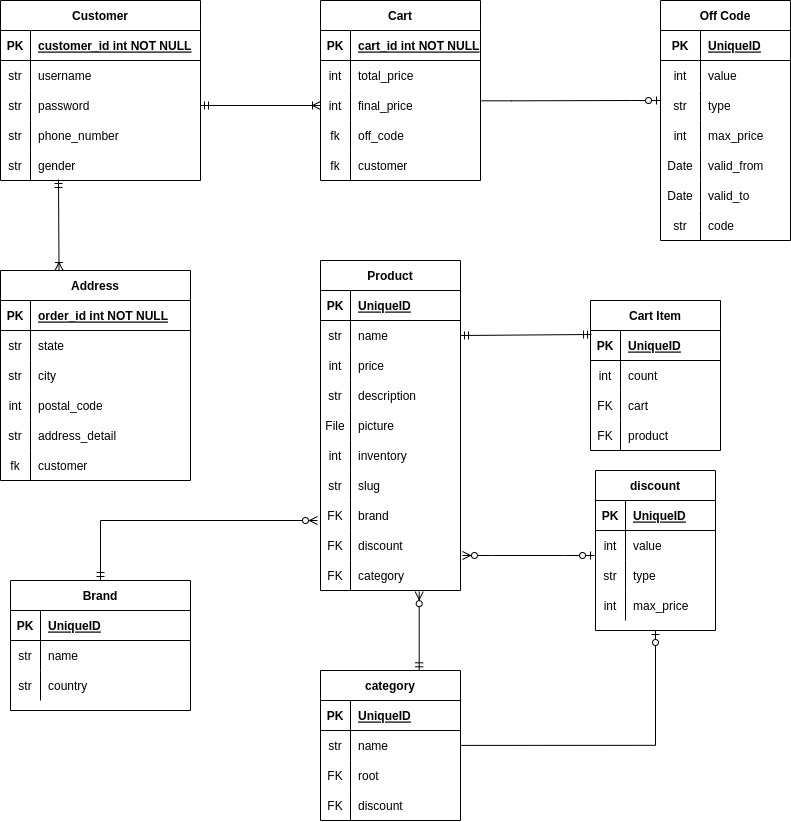 Customer
PK customer_id int NOT NULL
str username
str password
str phone_number
str gender
Cart
PK cart_id int NOT NULL
int total_price
int final_price
fk off_code
fk customer
Off Code
PK UniqueID
int value
str type
int max_price
Date valid_from
Date valid_to
str code
Address
PK order_id int NOT NULL
str state
str city
int postal_code
str address_detail
fk customer
Product
PK UniqueID
str name
int price
str description
File picture
int inventory
str slug
FK brand
FK discount
FK category
Cart Item
PK UniqueID
int count
FK cart
FK product
discount
PK UniqueID
int value
str type
int max_price
Brand
PK UniqueID
str name
str country
category
PK UniqueID
str name
FK root
FK discount